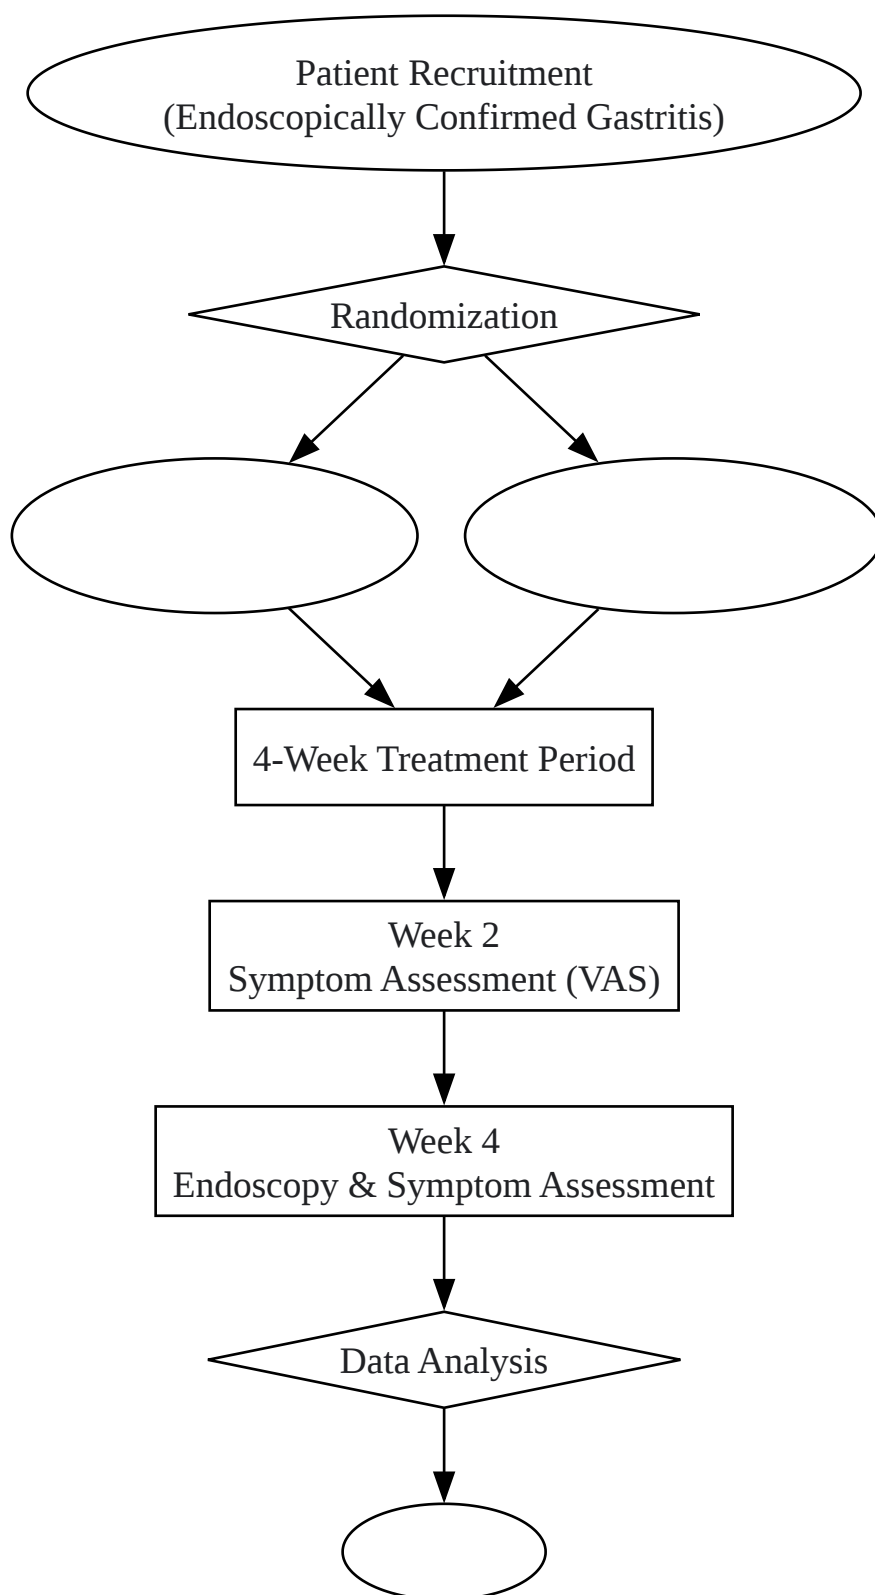 Patient Recruitment
(Endoscopically Confirmed Gastritis)
Randomization
4-Week Treatment Period
Week 2
Symptom Assessment (VAS)
Week 4
Endoscopy & Symptom Assessment
Data Analysis